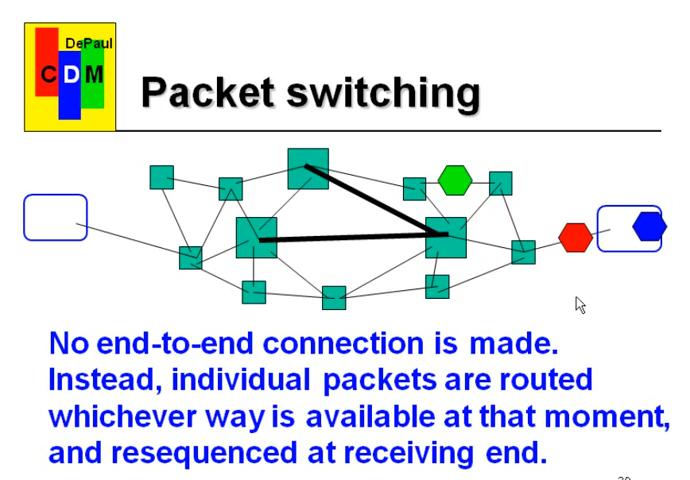 DePaul
CDM
Packet switching
No end-to-end connection is made.
Instead, individual packets are routed
whichever way is available at that moment,
and resequenced at receiving end.